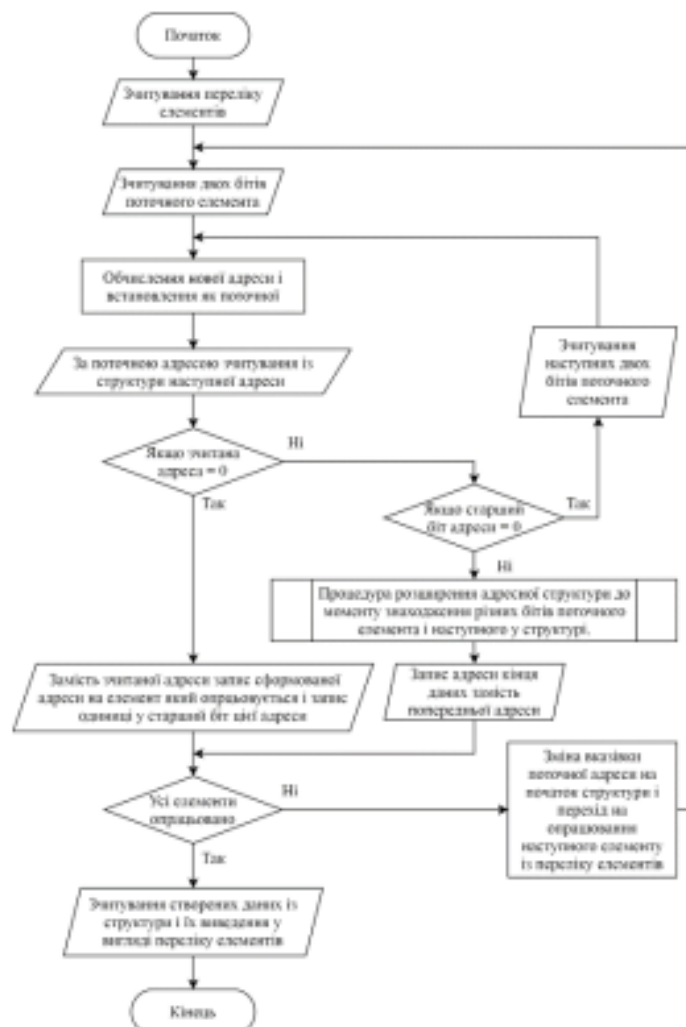 Початок
Зчитування переліку
елементів
Зчитування двох бітів
поточного елемента
Обчислення нової адреси і
встановлення як поточної
За поточною адресою зчитування із
структури наступної адреси
Зчитування
наступних двох
бітів поточного
елемента
Якщо зчитана
адреса = 0
Ні
Так
Якщо старший
біт адреси = 0
Так
Ні
Процедура розширення адресної структури до
моменту знаходження різних бітів поточного
елемента і наступного у структурі.
Замість зчитаної адреси запис сформованої
адреси на елемент який опрацьовується і запис
одиниці у старший біт цієї адреси
Запис адреси кінця
даних замість
попередньої адреси
Усі елементи
опрацьовано
Ні
Так
Зміна вказівки
поточної адреси на
початок структури і
перехід на
опрацювання
наступного елементу
із переліку елементів
Зчитування створених даних із
структури і їх виведення у
вигляді переліку елементів
Кінець